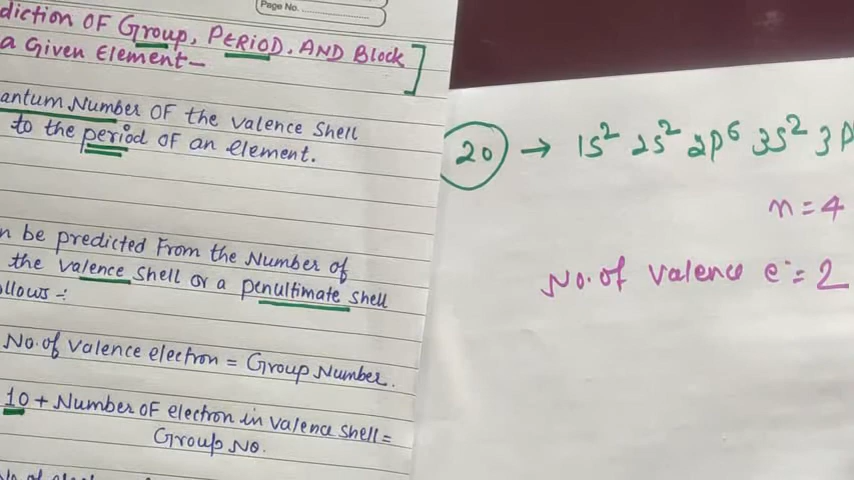 Page No.
diction OF Group, PERIOD, AND Block
a Given Element-
antum Number OF the valence shell
to the period OF an element.
n be predicted From the Number of
the valence shell or a penultimate shell
llows :-
No. of valence electron = Group Number.
10 + Number OF electron in valence shell =
Group No.
20 → 1s² 2s² 2p⁶ 3s² 3p
n = 4
No. of valence e⁻ = 2